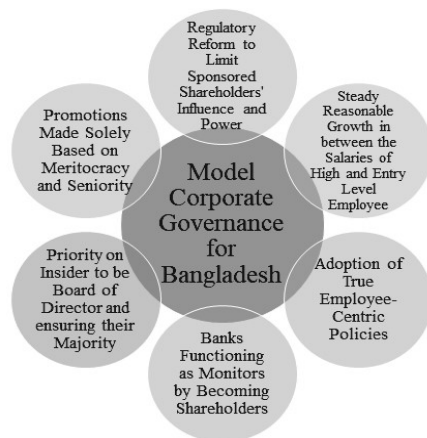 Regulatory
Reform to
Limit
Sponsored
Shareholders'
Influence and
Power
Steady
Reasonable
Growth in
between the
Salaries of
High and Entry
Level
Employee
Adoption of
True
Employee-
Centric
Policies
Banks
Functioning
as Monitors
by Becoming
Shareholders
Priority on
Insider to be
Board of
Director and
ensuring their
Majority
Promotions
Made Solely
Based on
Meritocracy
and Seniority
Model
Corporate
Governance
for
Bangladesh